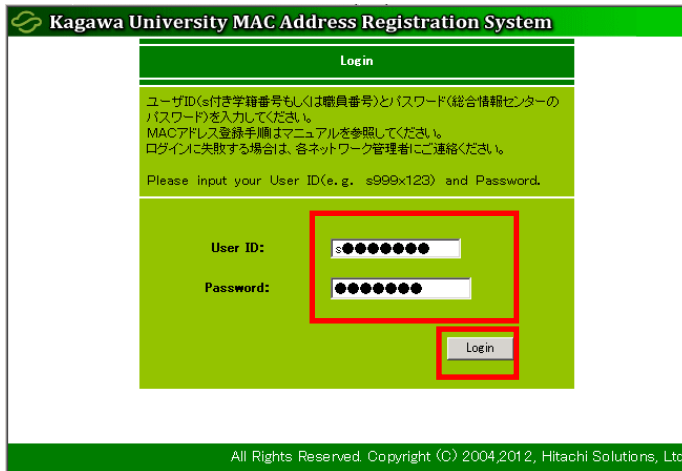 Kagawa University MAC Address Registration System
Login
ユーザID(s付き学籍番号もしくは職員番号)とパスワード(総合情報センターの
パスワード)を入力してください。
MACアドレス登録手順はマニュアルを参照してください。
ログインに失敗する場合は、各ネットワーク管理者にご連絡ください。
Please input your User ID(e.g. s999x123) and Password.
User ID: s●●●●●●●
Password: ●●●●●●●
Login
All Rights Reserved. Copyright (C) 2004,2012, Hitachi Solutions, Ltd